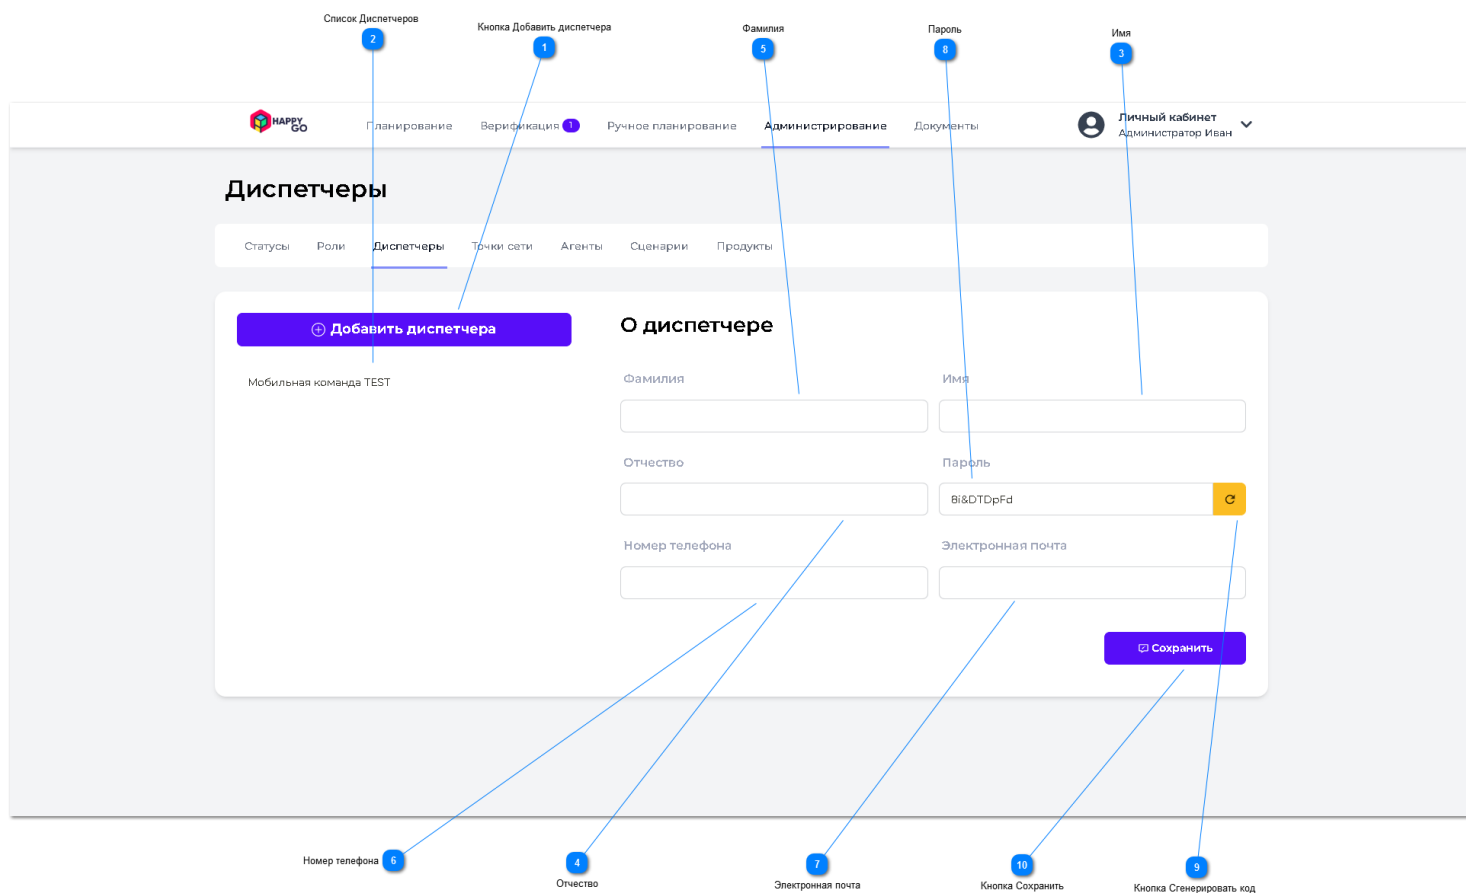 Список Диспетчеров
2
Кнопка Добавить диспетчера
1
Фамилия
5
Пароль
8
Имя
3
HAPPY GO
Планирование Верификация 1 Ручное планирование Администрирование Документы
Личный кабинет
Администратор Иван
Диспетчеры
Статусы Роли Диспетчеры Точки сети Агенты Сценарии Продукты
Добавить диспетчера
Мобильная команда TEST
О диспетчере
Фамилия Имя
Отчество Пароль
8i&DTDpFd
Номер телефона Электронная почта
Сохранить
Номер телефона 6
4
Отчество
7
Электронная почта
10
Кнопка Сохранить
9
Кнопка Сгенерировать код